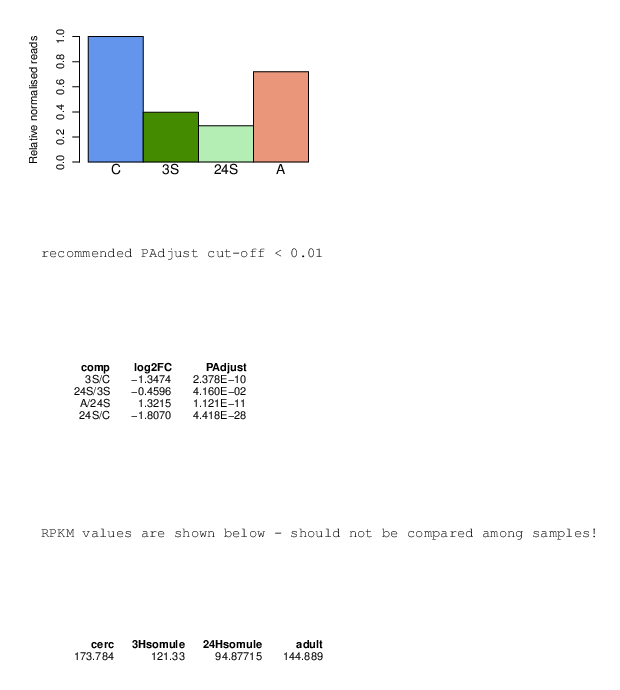 Relative normalised reads
1.0
0.8
0.6
0.4
0.2
0.0
C 3S 24S A
recommended PAdjust cut-off < 0.01
comp log2FC PAdjust
3S/C −1.3474 2.378E−10
24S/3S −0.4596 4.160E−02
A/24S 1.3215 1.121E−11
24S/C −1.8070 4.418E−28
RPKM values are shown below - should not be compared among samples!
cerc 3Hsomule 24Hsomule adult
173.784 121.33 94.87715 144.889